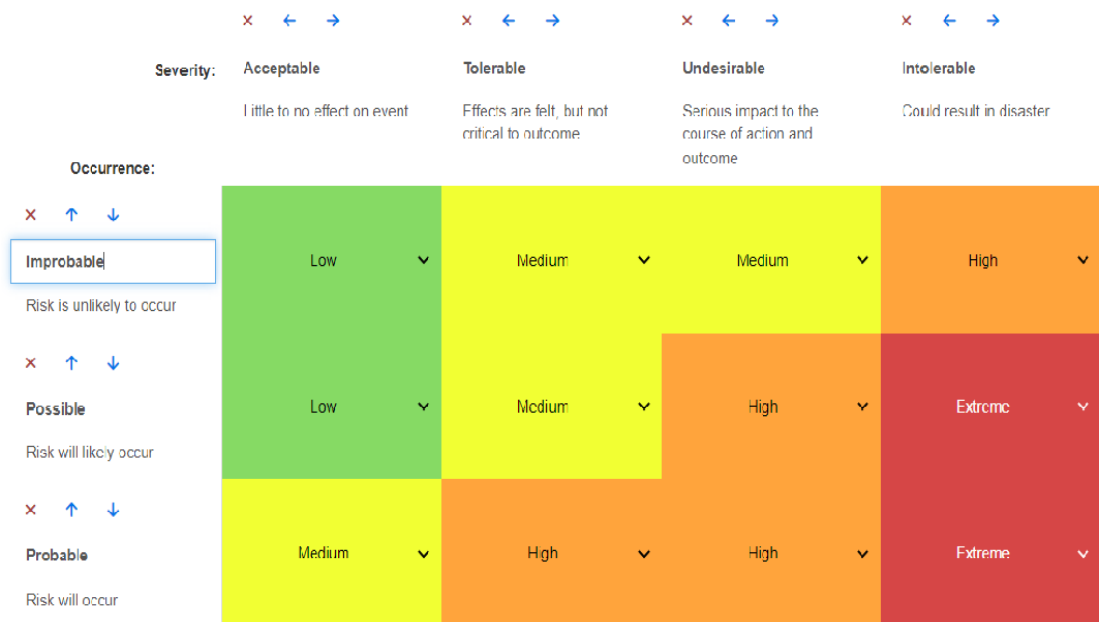 Severity: Acceptable Tolerable Undesirable Intolerable
Little to no effect on event
Effects are felt, but not
critical to outcome
Serious impact to the
course of action and
outcome
Could result in disaster
Occurrence:
Improbable Low Medium Medium High
Risk is unlikely to occur
Possible Low Medium High Extreme
Risk will likely occur
Probable Medium High High Extreme
Risk will occur